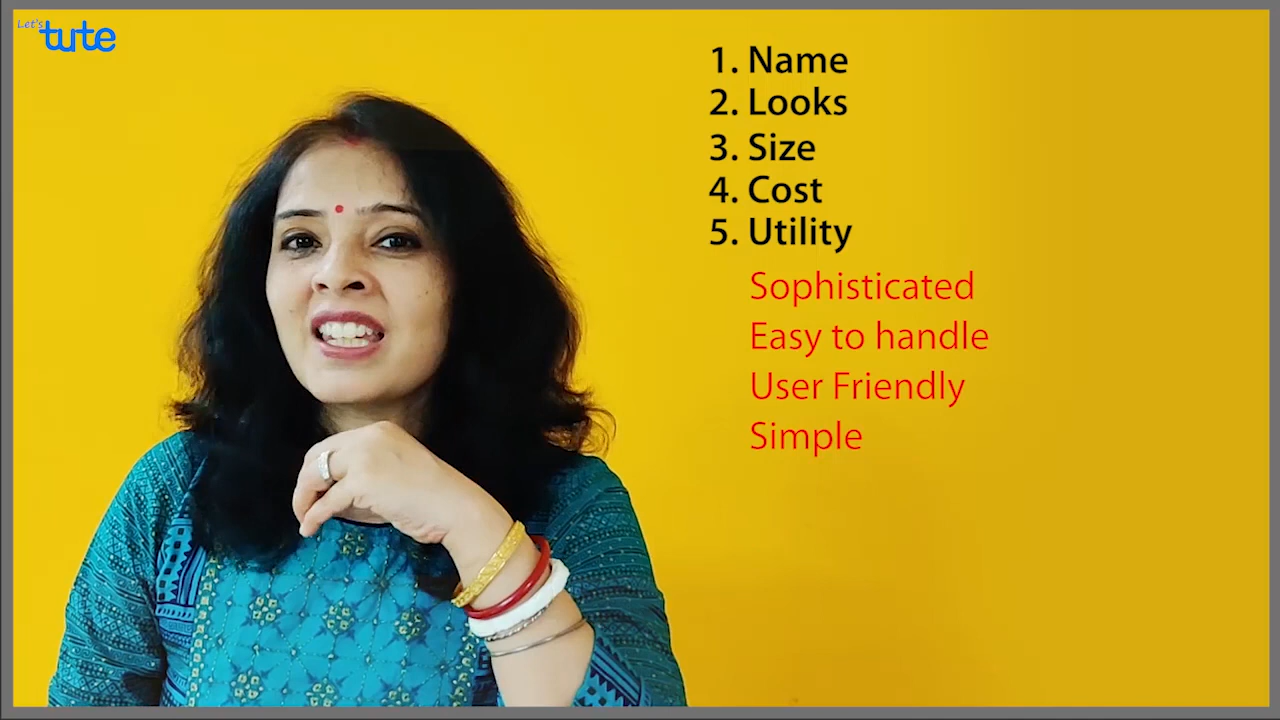 Let's
tute
1. Name
2. Looks
3. Size
4. Cost
5. Utility
Sophisticated
Easy to handle
User Friendly
Simple